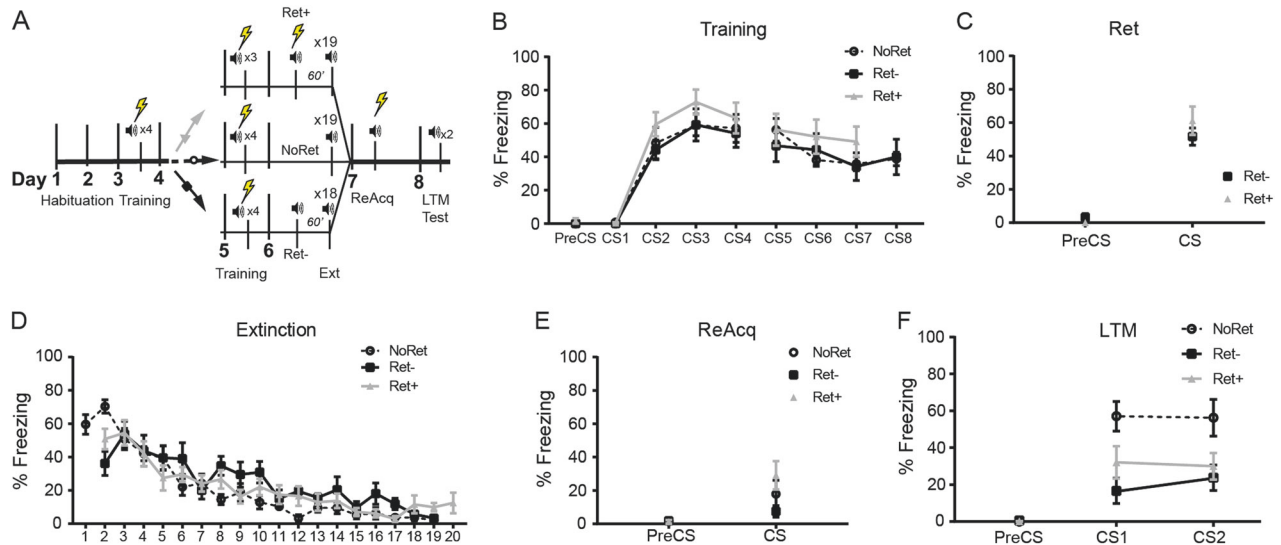 A
Ret+
x19
x3
60'
x4
x19
x4
NoRet
x2
Day
1
2
3
4
7
8
Habituation
Training
x18
ReAcq
LTM
Test
x4
60'
5
6
Ret-
Training
Ext
B
Training
NoRet
Ret-
Ret+
% Freezing
100
80
60
40
20
0
PreCS CS1 CS2 CS3 CS4 CS5 CS6 CS7 CS8
C
Ret
% Freezing
100
80
60
40
20
0
Ret-
Ret+
PreCS CS
D
Extinction
NoRet
Ret-
Ret+
% Freezing
100
80
60
40
20
0
1 2 3 4 5 6 7 8 9 10 11 12 13 14 15 16 17 18 19 20
E
ReAcq
NoRet
Ret-
Ret+
% Freezing
100
80
60
40
20
0
PreCS CS
F
LTM
NoRet
Ret-
Ret+
% Freezing
100
80
60
40
20
0
PreCS CS1 CS2